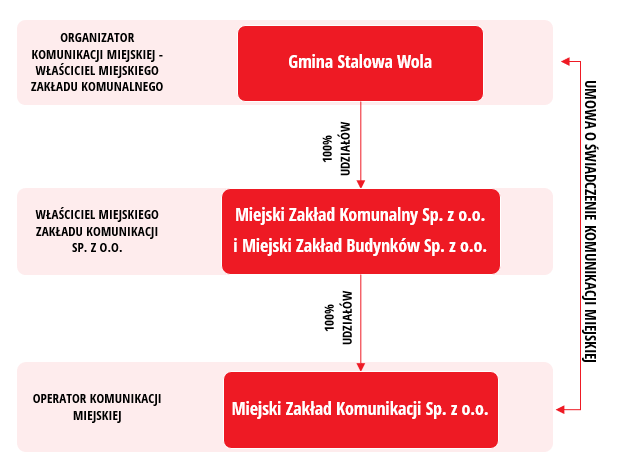 ORGANIZATOR
KOMUNIKACJI MIEJSKIEJ -
WŁAŚCICIEL MIEJSKIEGO
ZAKŁADU KOMUNALNEGO
Gmina Stalowa Wola
100%
UDZIAŁÓW
WŁAŚCICIEL MIEJSKIEGO
ZAKŁADU KOMUNIKACJI
SP. Z O.O.
Miejski Zakład Komunalny Sp. z o.o.
i Miejski Zakład Budynków Sp. z o.o.
100%
UDZIAŁÓW
OPERATOR KOMUNIKACJI
MIEJSKIEJ
Miejski Zakład Komunikacji Sp. z o.o.
UMOWA O ŚWIADCZENIE KOMUNIKACJI MIEJSKIEJ